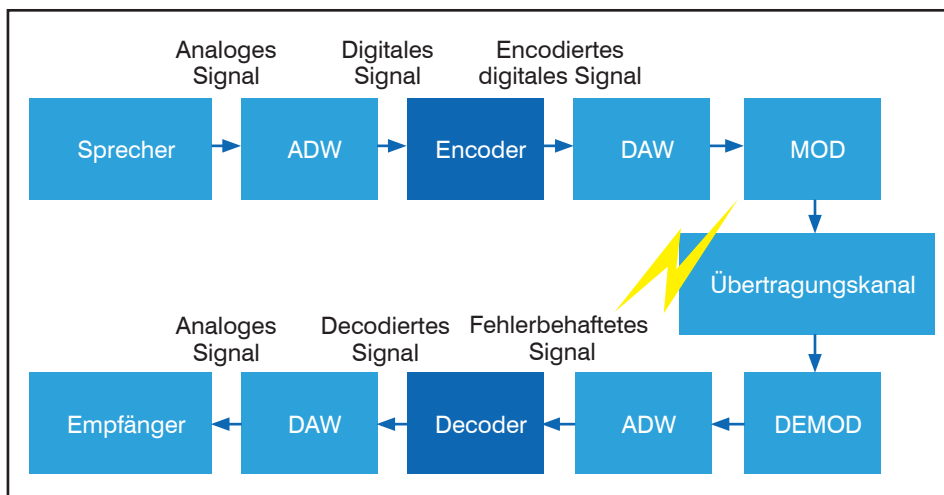 Analoges
Signal
Digitales
Signal
Encodiertes
digitales Signal
Sprecher
ADW
Encoder
DAW
MOD
Übertragungskanal
Analoges
Signal
Decodiertes
Signal
Fehlerbehaftetes
Signal
Empfänger
DAW
Decoder
ADW
DEMOD